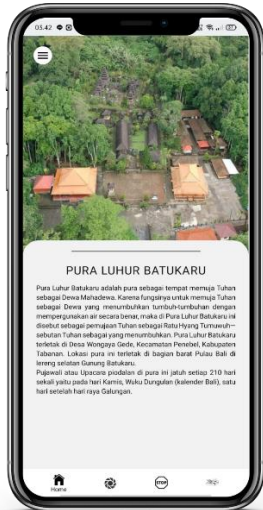 05.42
PURA LUHUR BATUKARU
Pura Luhur Batukaru adalah pura sebagai tempat memuja Tuhan
sebagai Dewa Mahadewa. Karena fungsinya untuk memuja Tuhan
sebagai Dewa yang menumbuhkan tumbuh-tumbuhan dengan
mempergunakan air secara benar, maka di Pura Luhur Batukaru ini
disebut sebagai pemujaan Tuhan sebagai Ratu Hyang Tumuwuh—
sebutan Tuhan sebagai yang menumbuhkan. Pura Luhur Batukaru
terletak di Desa Wongaya Gede, Kecamatan Penebel, Kabupaten
Tabanan. Lokasi pura ini terletak di bagian barat Pulau Bali di
lereng selatan Gunung Batukaru.
Pujawali atau Upacara piodalan di pura ini jatuh setiap 210 hari
sekali yaitu pada hari Kamis, Wuku Dungulan (kalender Bali), satu
hari setelah hari raya Galungan.
STOP
Home